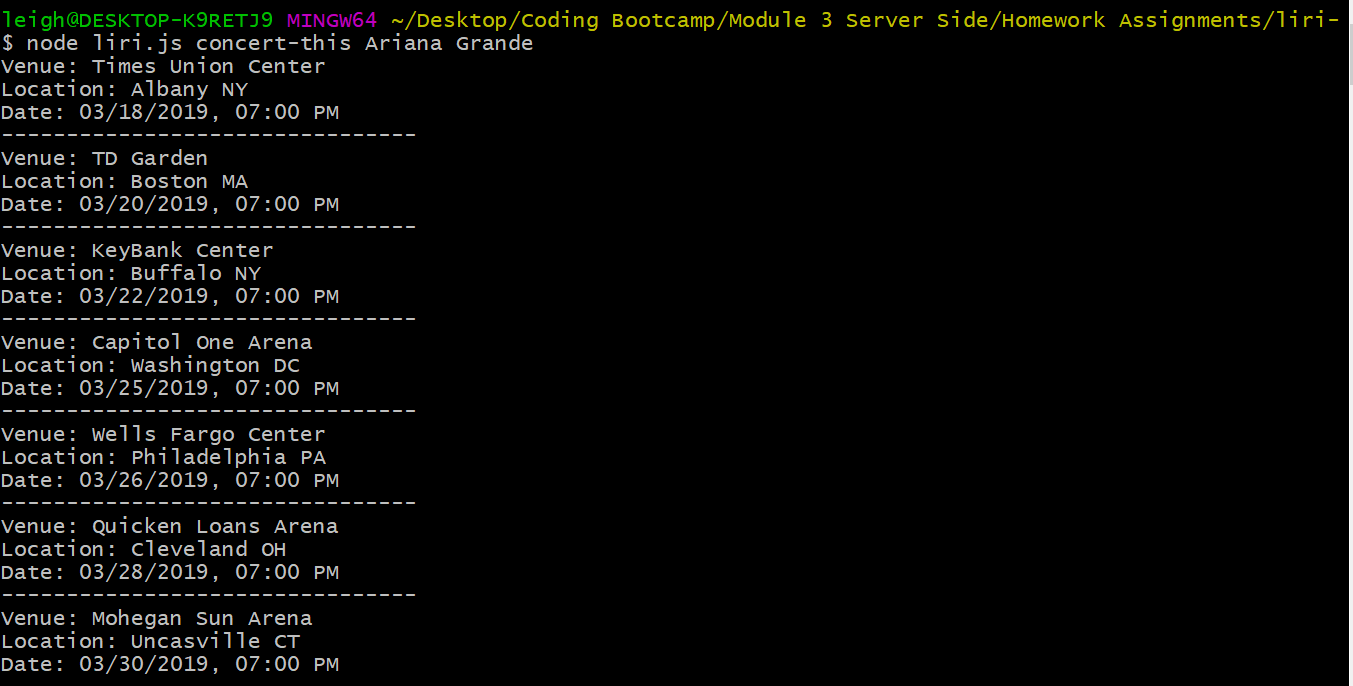 leigh@DESKTOP-K9RETJ9 MINGW64 ~/Desktop/Coding Bootcamp/Module 3 Server Side/Homework Assignments/liri-
$ node liri.js concert-this Ariana Grande
Venue: Times Union Center
Location: Albany NY
Date: 03/18/2019, 07:00 PM
--------------------------------
Venue: TD Garden
Location: Boston MA
Date: 03/20/2019, 07:00 PM
--------------------------------
Venue: KeyBank Center
Location: Buffalo NY
Date: 03/22/2019, 07:00 PM
--------------------------------
Venue: Capitol One Arena
Location: Washington DC
Date: 03/25/2019, 07:00 PM
--------------------------------
Venue: Wells Fargo Center
Location: Philadelphia PA
Date: 03/26/2019, 07:00 PM
--------------------------------
Venue: Quicken Loans Arena
Location: Cleveland OH
Date: 03/28/2019, 07:00 PM
--------------------------------
Venue: Mohegan Sun Arena
Location: Uncasville CT
Date: 03/30/2019, 07:00 PM